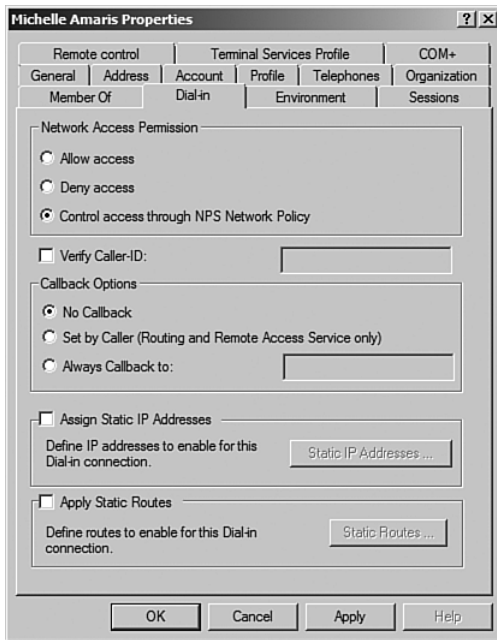 Michelle Amaris Properties
Remote control Terminal Services Profile COM+
General Address Account Profile Telephones Organization
Member Of Dial-in Environment Sessions
Network Access Permission
Allow access
Deny access
Control access through NPS Network Policy
Verify Caller-ID:
Callback Options
No Callback
Set by Caller (Routing and Remote Access Service only)
Always Callback to:
Assign Static IP Addresses
Define IP addresses to enable for this
Dial-in connection.
Static IP Addresses ...
Apply Static Routes
Define routes to enable for this Dial-in
connection.
Static Routes ...
OK Cancel Apply Help